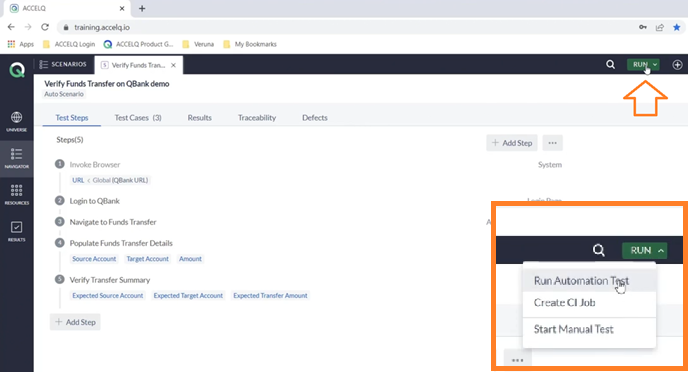 ACCELQ
training.accelq.io
Apps ACCELQ Login ACCELQ Product G... Veruna My Bookmarks
SCENARIOS Verify Funds Tran... RUN
Verify Funds Transfer on QBank demo
Auto Scenario
Test Steps Test Cases (3) Results Traceability Defects
Steps(5) + Add Step ...
1 Invoke Browser System
URL Global (QBank URL)
2 Login to QBank
3 Navigate to Funds Transfer
4 Populate Funds Transfer Details
Source Account Target Account Amount
5 Verify Transfer Summary
Expected Source Account Expected Target Account Expected Transfer Amount
+ Add Step
UNIVERSE
NAVIGATOR
RESOURCES
RESULTS
RUN
Run Automation Test
Create CI Job
Start Manual Test
...